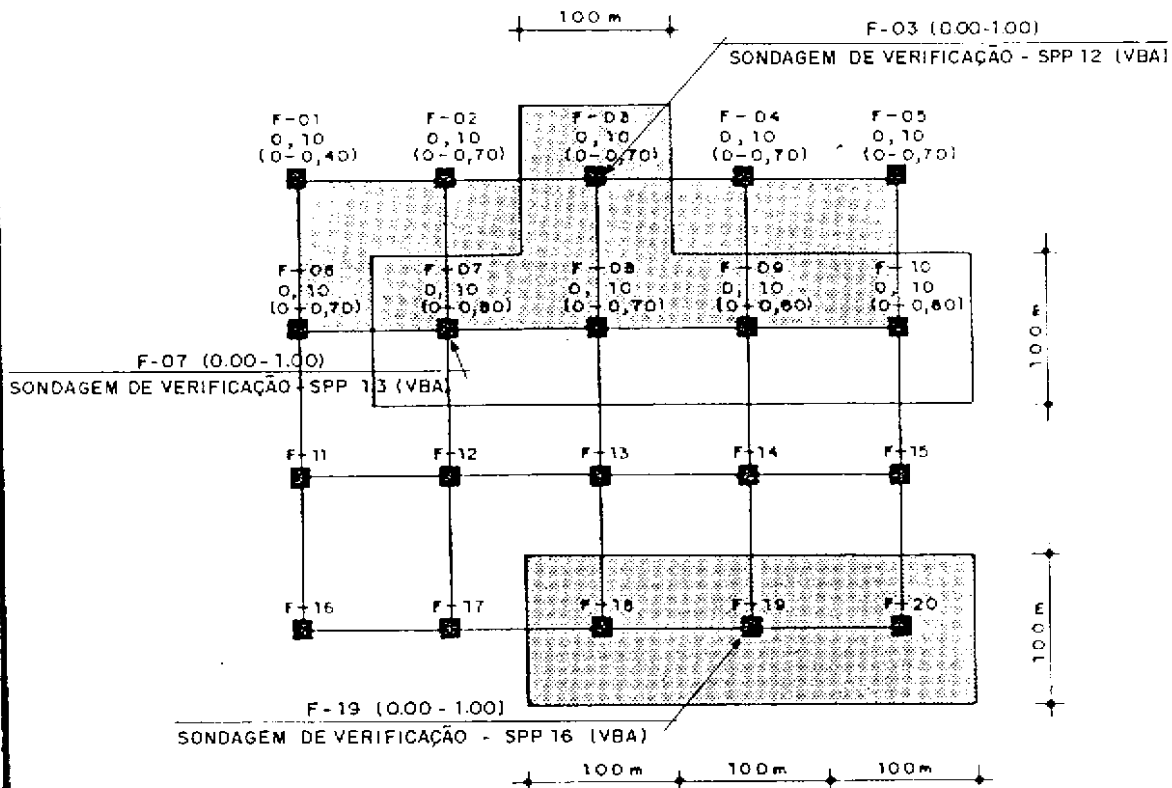 100 m
F-03 (0.00-1.00)
SONDAGEM DE VERIFICAÇÃO - SPP 12 (VBA)
F-01
0,10
(0-0,40)
F-02
0,10
(0-0,70)
F-03
0,10
(0-0,70)
F-04
0,10
(0-0,70)
F-05
0,10
(0-0,70)
F-06
0,10
(0-0,70)
F-07
0,10
(0-0,80)
F-08
0,10
(0-0,70)
F-09
0,10
(0-0,60)
F-10
0,10
(0-0,60)
100 m
F-07 (0.00-1.00)
SONDAGEM DE VERIFICAÇÃO - SPP 13 (VBA)
F-11
F-12
F-13
F-14
F-15
F-16
F-17
F-18
F-19
F-20
100 m
F-19 (0.00 - 1.00)
SONDAGEM DE VERIFICAÇÃO - SPP 16 (VBA)
100 m
100 m
100 m